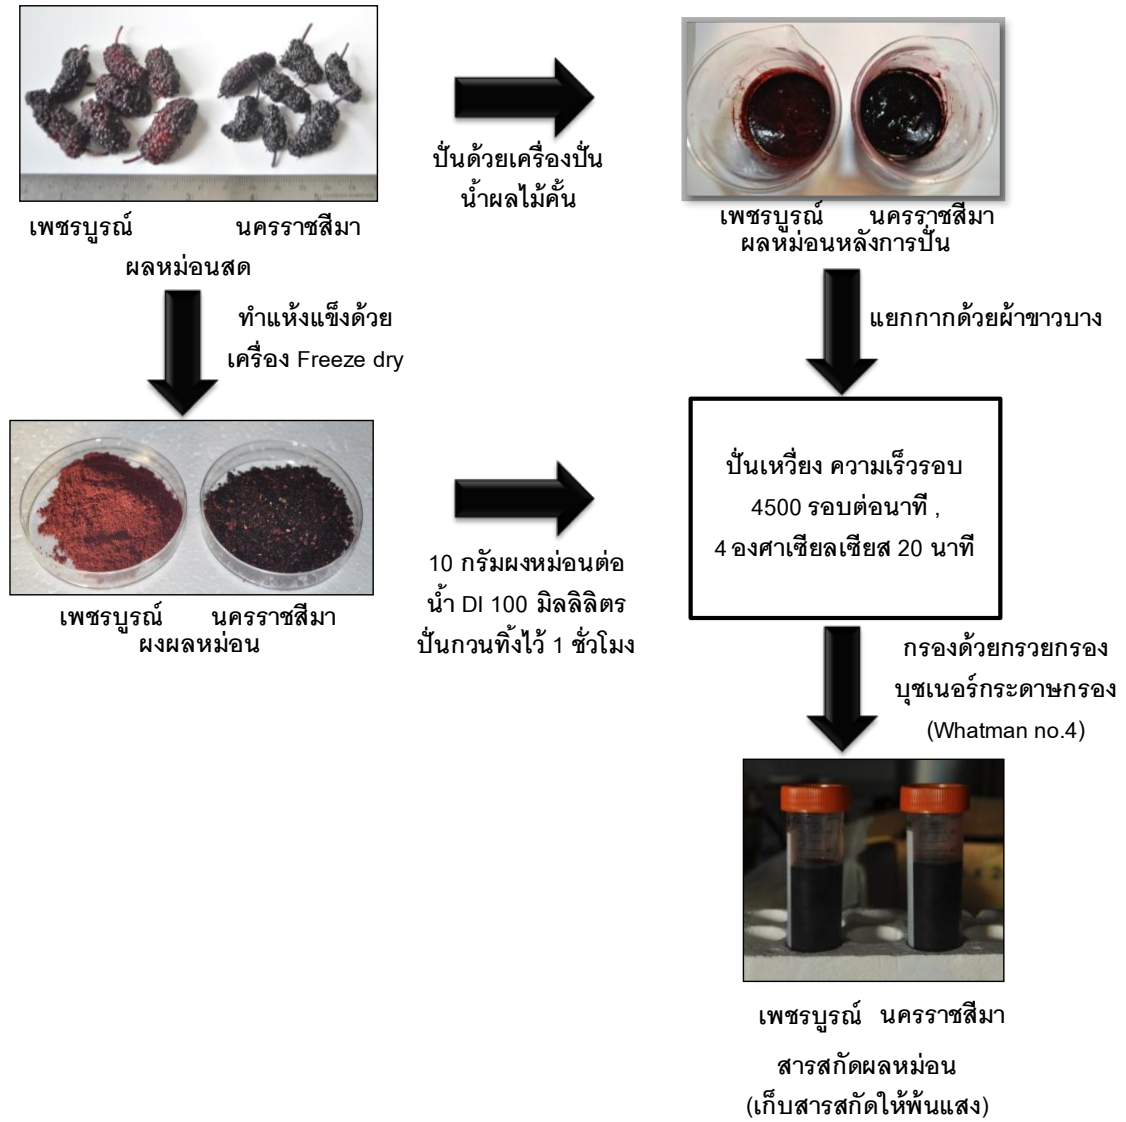 ปั่นด้วยเครื่องปั่น
น้ำผลไม้คั้น
เพชรบูรณ์ นครราชสีมา
ผลหม่อนสด
เพชรบูรณ์ นครราชสีมา
ผลหม่อนหลังการปั่น
ทำแห้งแข็งด้วย
เครื่อง Freeze dry
แยกกากด้วยผ้าขาวบาง
ปั่นเหวี่ยง ความเร็วรอบ
4500 รอบต่อนาที ,
4 องศาเซียลเซียส 20 นาที
10 กรัมผงหม่อนต่อ
น้ำ DI 100 มิลลิลิตร
ปั่นกวนทิ้งไว้ 1 ชั่วโมง
เพชรบูรณ์ นครราชสีมา
ผงผลหม่อน
กรองด้วยกรวยกรอง
บุชเนอร์กระดาษกรอง
(Whatman no.4)
เพชรบูรณ์ นครราชสีมา
สารสกัดผลหม่อน
(เก็บสารสกัดให้พ้นแสง)